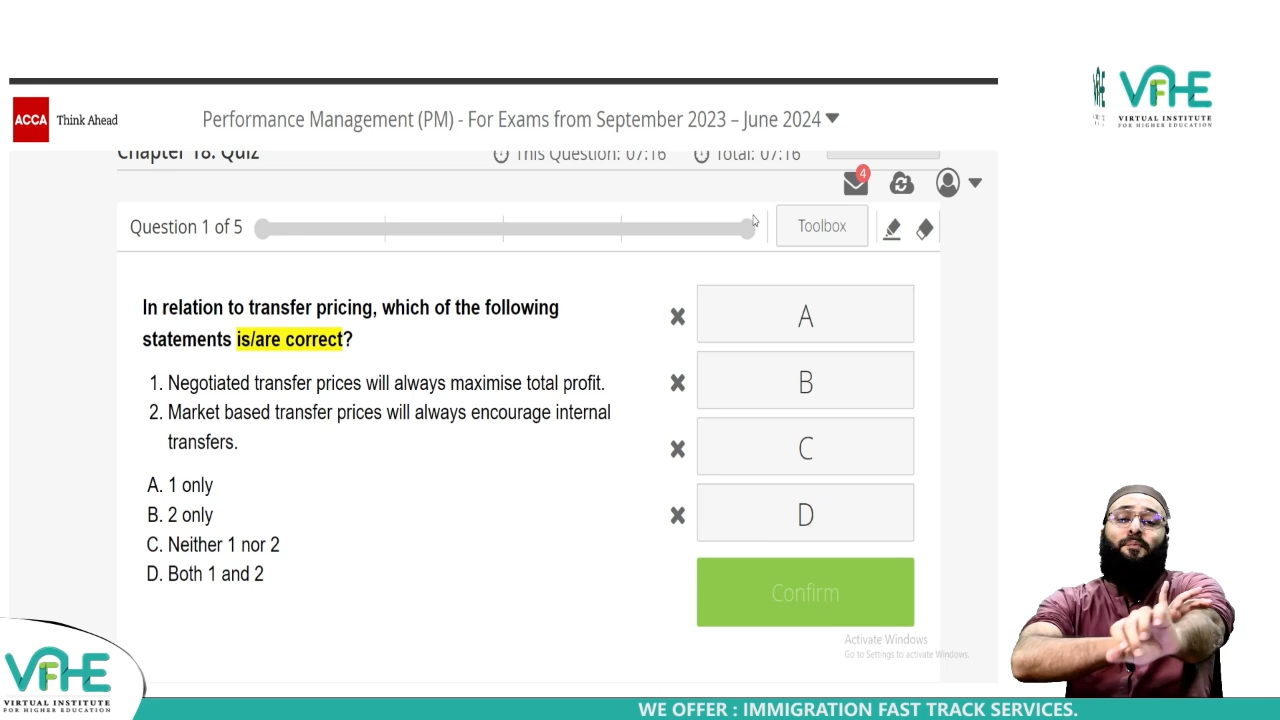 VFHE
VIRTUAL INSTITUTE
FOR HIGHER EDUCATION
ACCA Think Ahead
Performance Management (PM) - For Exams from September 2023 – June 2024
Chapter 18: Quiz This Question: 07:16 Total: 07:16
4
Question 1 of 5 Toolbox
In relation to transfer pricing, which of the following
statements is/are correct?
1. Negotiated transfer prices will always maximise total profit.
2. Market based transfer prices will always encourage internal
transfers.
A. 1 only
B. 2 only
C. Neither 1 nor 2
D. Both 1 and 2
A
B
C
D
Confirm
Activate Windows
Go to Settings to activate Windows.
VFHE
VIRTUAL INSTITUTE
FOR HIGHER EDUCATION
WE OFFER : IMMIGRATION FAST TRACK SERVICES.